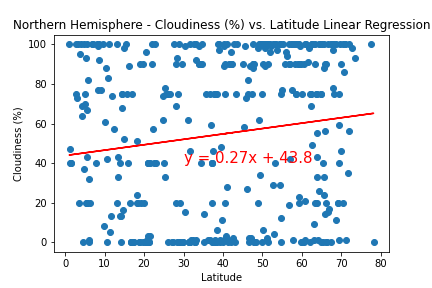 Northern Hemisphere - Cloudiness (%) vs. Latitude Linear Regression
100
80
60
40
20
0
Cloudiness (%)
y = 0.27x + 43.8
0 10 20 30 40 50 60 70 80
Latitude